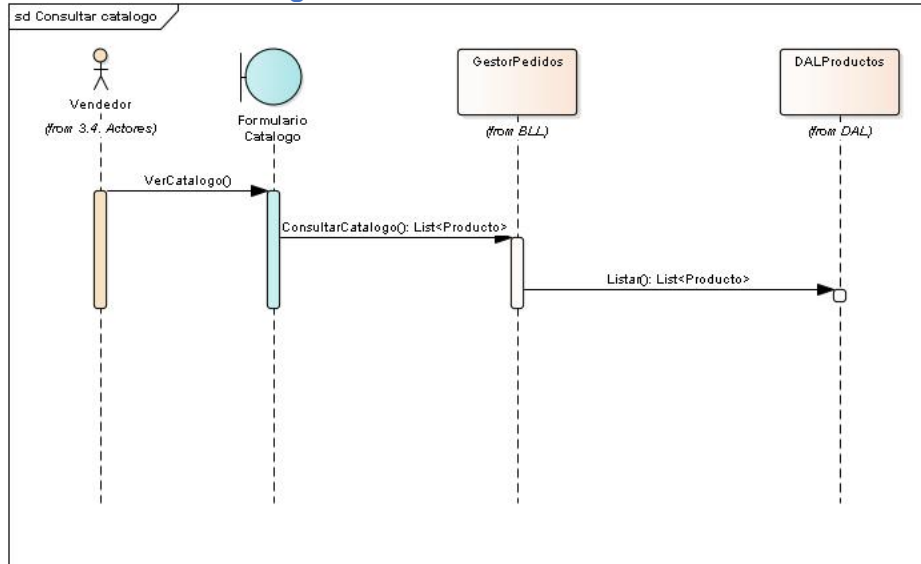 sd Consultar catalogo
Vendedor
(from 3.4. Actores)
Formulario
Catalogo
GestorPedidos
(from BLL)
DALProductos
(from DAL)
VerCatalogo()
ConsultarCatalogo(): List<Producto>
Listar(): List<Producto>